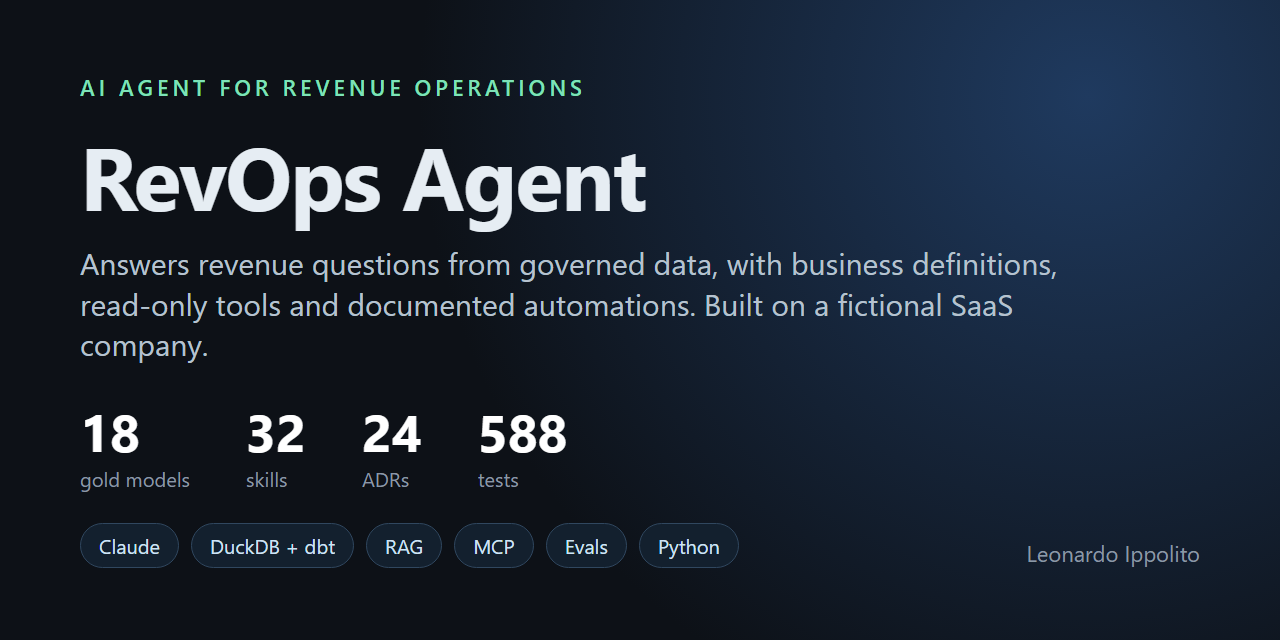 AI AGENT FOR REVENUE OPERATIONS
RevOps Agent
Answers revenue questions from governed data, with business definitions,
read-only tools and documented automations. Built on a fictional SaaS
company.
18 32 24 588
gold models skills ADRs tests
Claude DuckDB + dbt RAG MCP Evals Python
Leonardo Ippolito